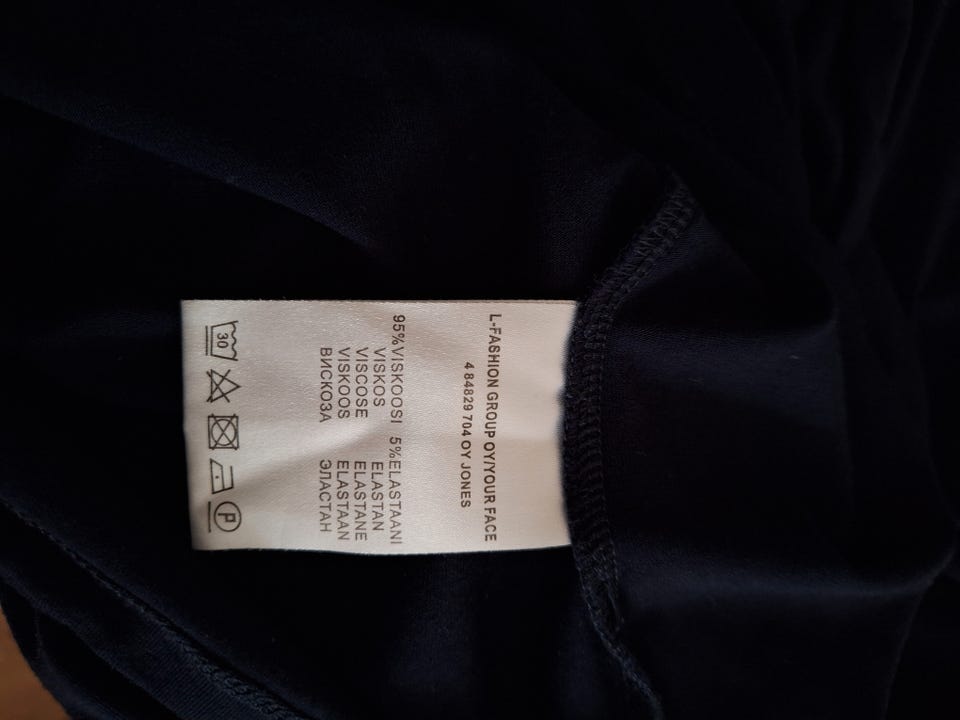 L-FASHION GROUP OY/YOUR FACE
4 84829 704 OY JONES
95%VISKOOSI 5%ELASTAANI
VISKOS ELASTAN
VISCOSE ELASTANE
VISKOOS ELASTAAN
ВИСКОЗА ЭЛАСТАН
30 P